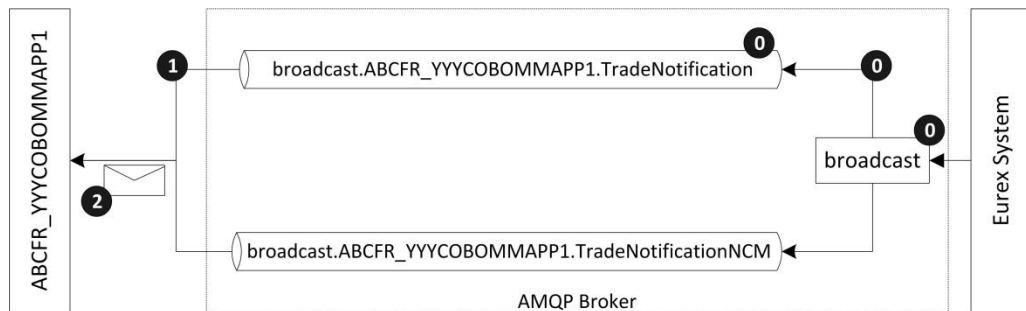 ABCFR_YYYCOBOMMAPP1
1
broadcast.ABCFR_YYYCOBOMMAPP1.TradeNotification
0
0
0
broadcast
Eurex System
2
broadcast.ABCFR_YYYCOBOMMAPP1.TradeNotificationNCM
AMQP Broker